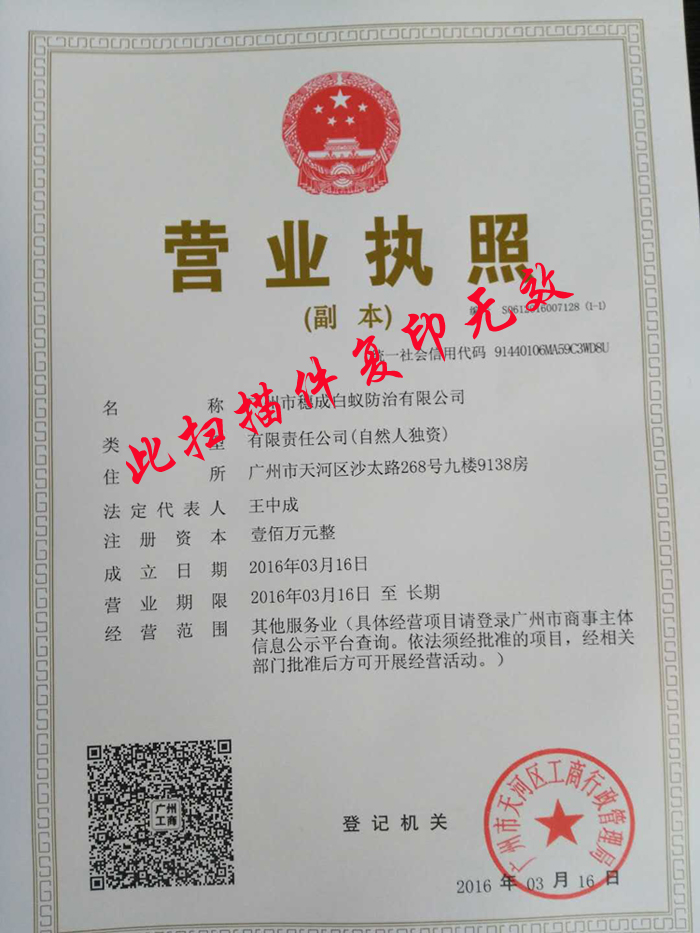 营业执照
(副本)
编号 S0612016007128 (1-1)
统一社会信用代码 91440106MA59C3WD8U
名称 广州市穗成白蚁防治有限公司
类型 有限责任公司(自然人独资)
住所 广州市天河区沙太路268号九楼9138房
法定代表人 王中成
注册资本 壹佰万元整
成立日期 2016年03月16日
营业期限 2016年03月16日 至 长期
经营范围 其他服务业（具体经营项目请登录广州市商事主体
信息公示平台查询。依法须经批准的项目，经相关
部门批准后方可开展经营活动。）
此扫描件复印无效
广州
工商
登记机关
广州市天河区工商行政管理局
2016 年 03 月 16 日